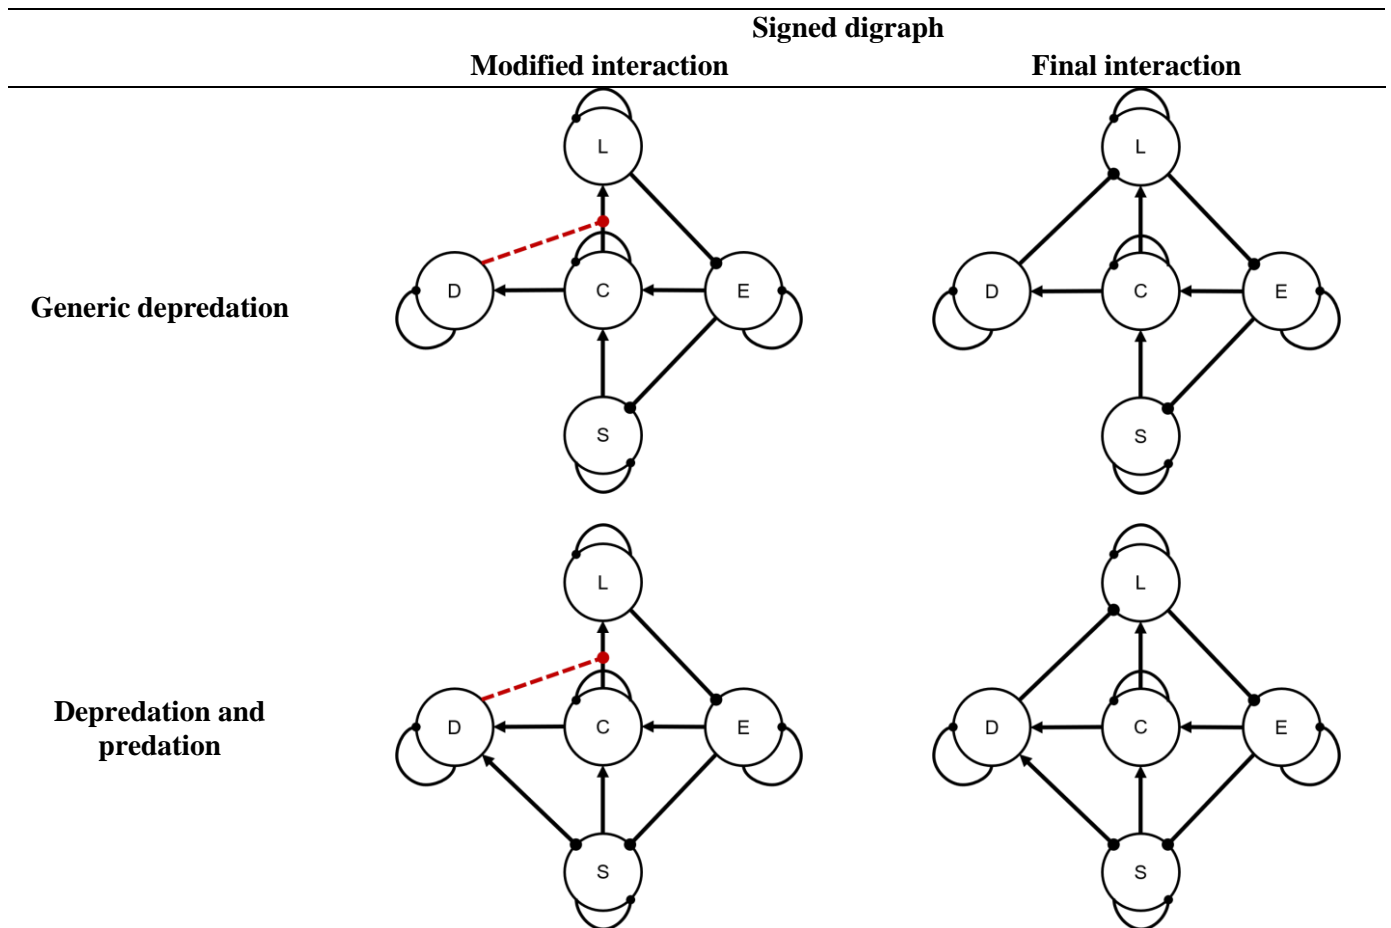 Signed digraph
Modified interaction Final interaction
L L
Generic depredation D C E D C E
S S
L L
Depredation and
predation
D C E D C E
S S